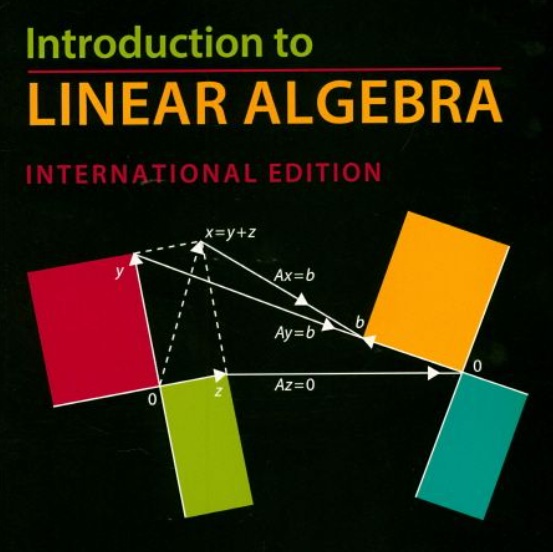 Introduction to
LINEAR ALGEBRA
INTERNATIONAL EDITION
x=y+z
y
Ax=b
b
Ay=b
0
0
z
Az=0